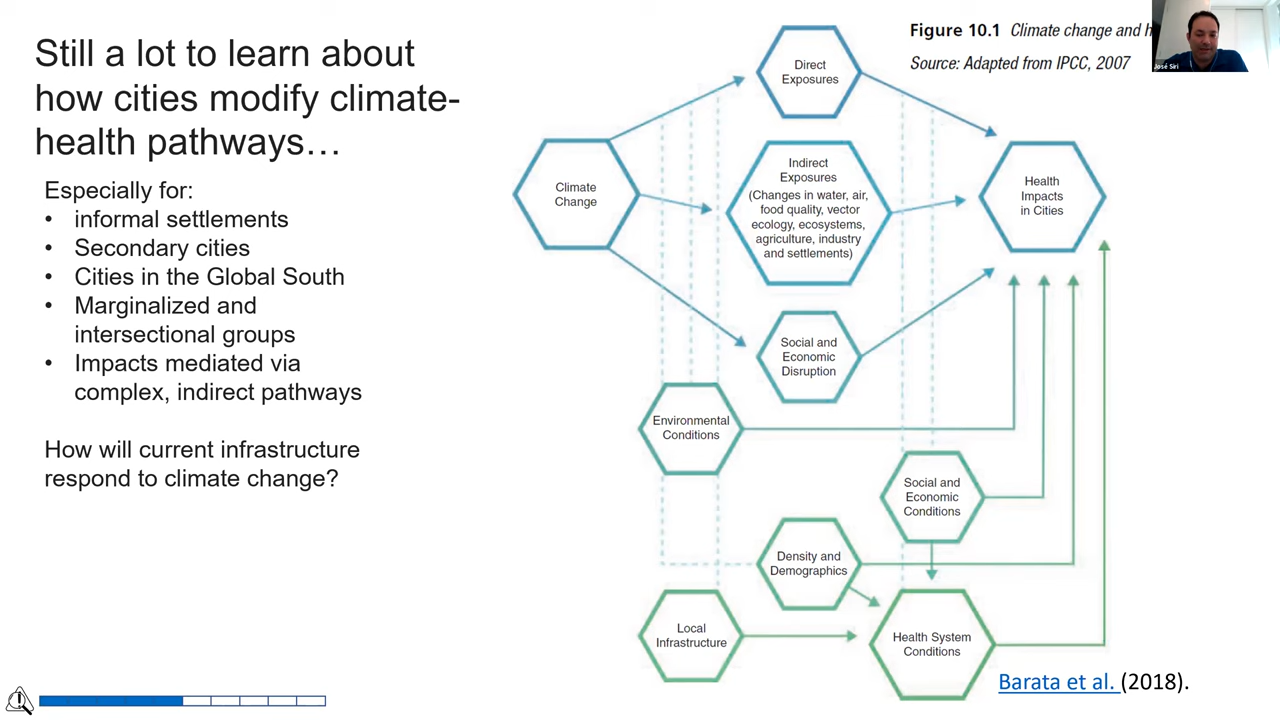 Still a lot to learn about
how cities modify climate-
health pathways…
Especially for:
• informal settlements
• Secondary cities
• Cities in the Global South
• Marginalized and
intersectional groups
• Impacts mediated via
complex, indirect pathways
How will current infrastructure
respond to climate change?
Figure 10.1 Climate change and h
Source: Adapted from IPCC, 2007
José Siri
Direct
Exposures
Climate
Change
Indirect
Exposures
(Changes in water, air,
food quality, vector
ecology, ecosystems,
agriculture, industry
and settlements)
Health
Impacts
in Cities
Social and
Economic
Disruption
Environmental
Conditions
Social and
Economic
Conditions
Density and
Demographics
Local
Infrastructure
Health System
Conditions
Barata et al. (2018).